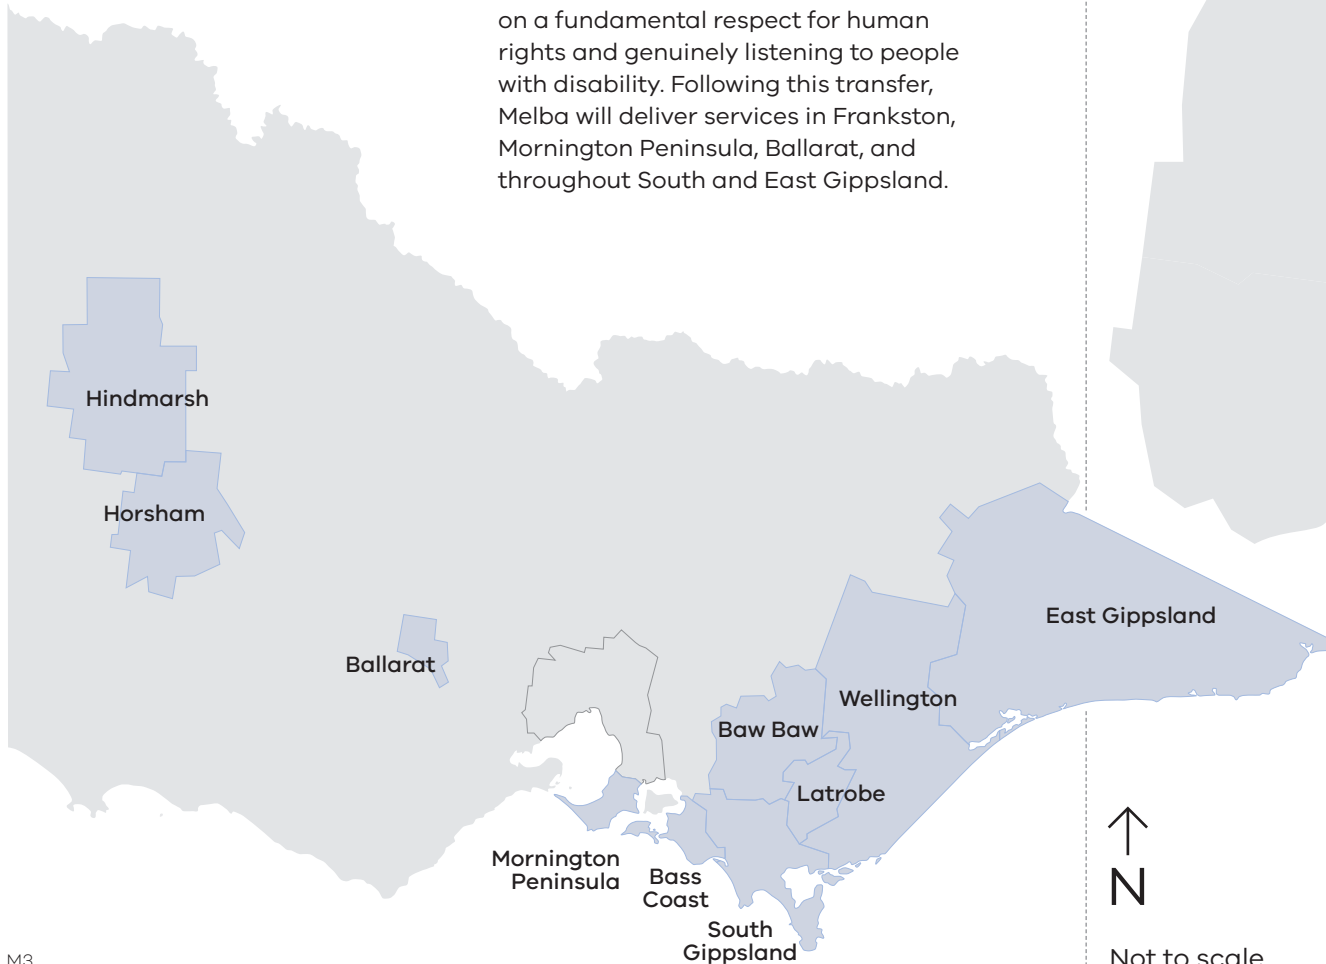 on a fundamental respect for human
rights and genuinely listening to people
with disability. Following this transfer,
Melba will deliver services in Frankston,
Mornington Peninsula, Ballarat, and
throughout South and East Gippsland.
Hindmarsh
Horsham
Ballarat
East Gippsland
Wellington
Baw Baw
Latrobe
Mornington
Peninsula
Bass
Coast
South
Gippsland
N
Not to scale
M3